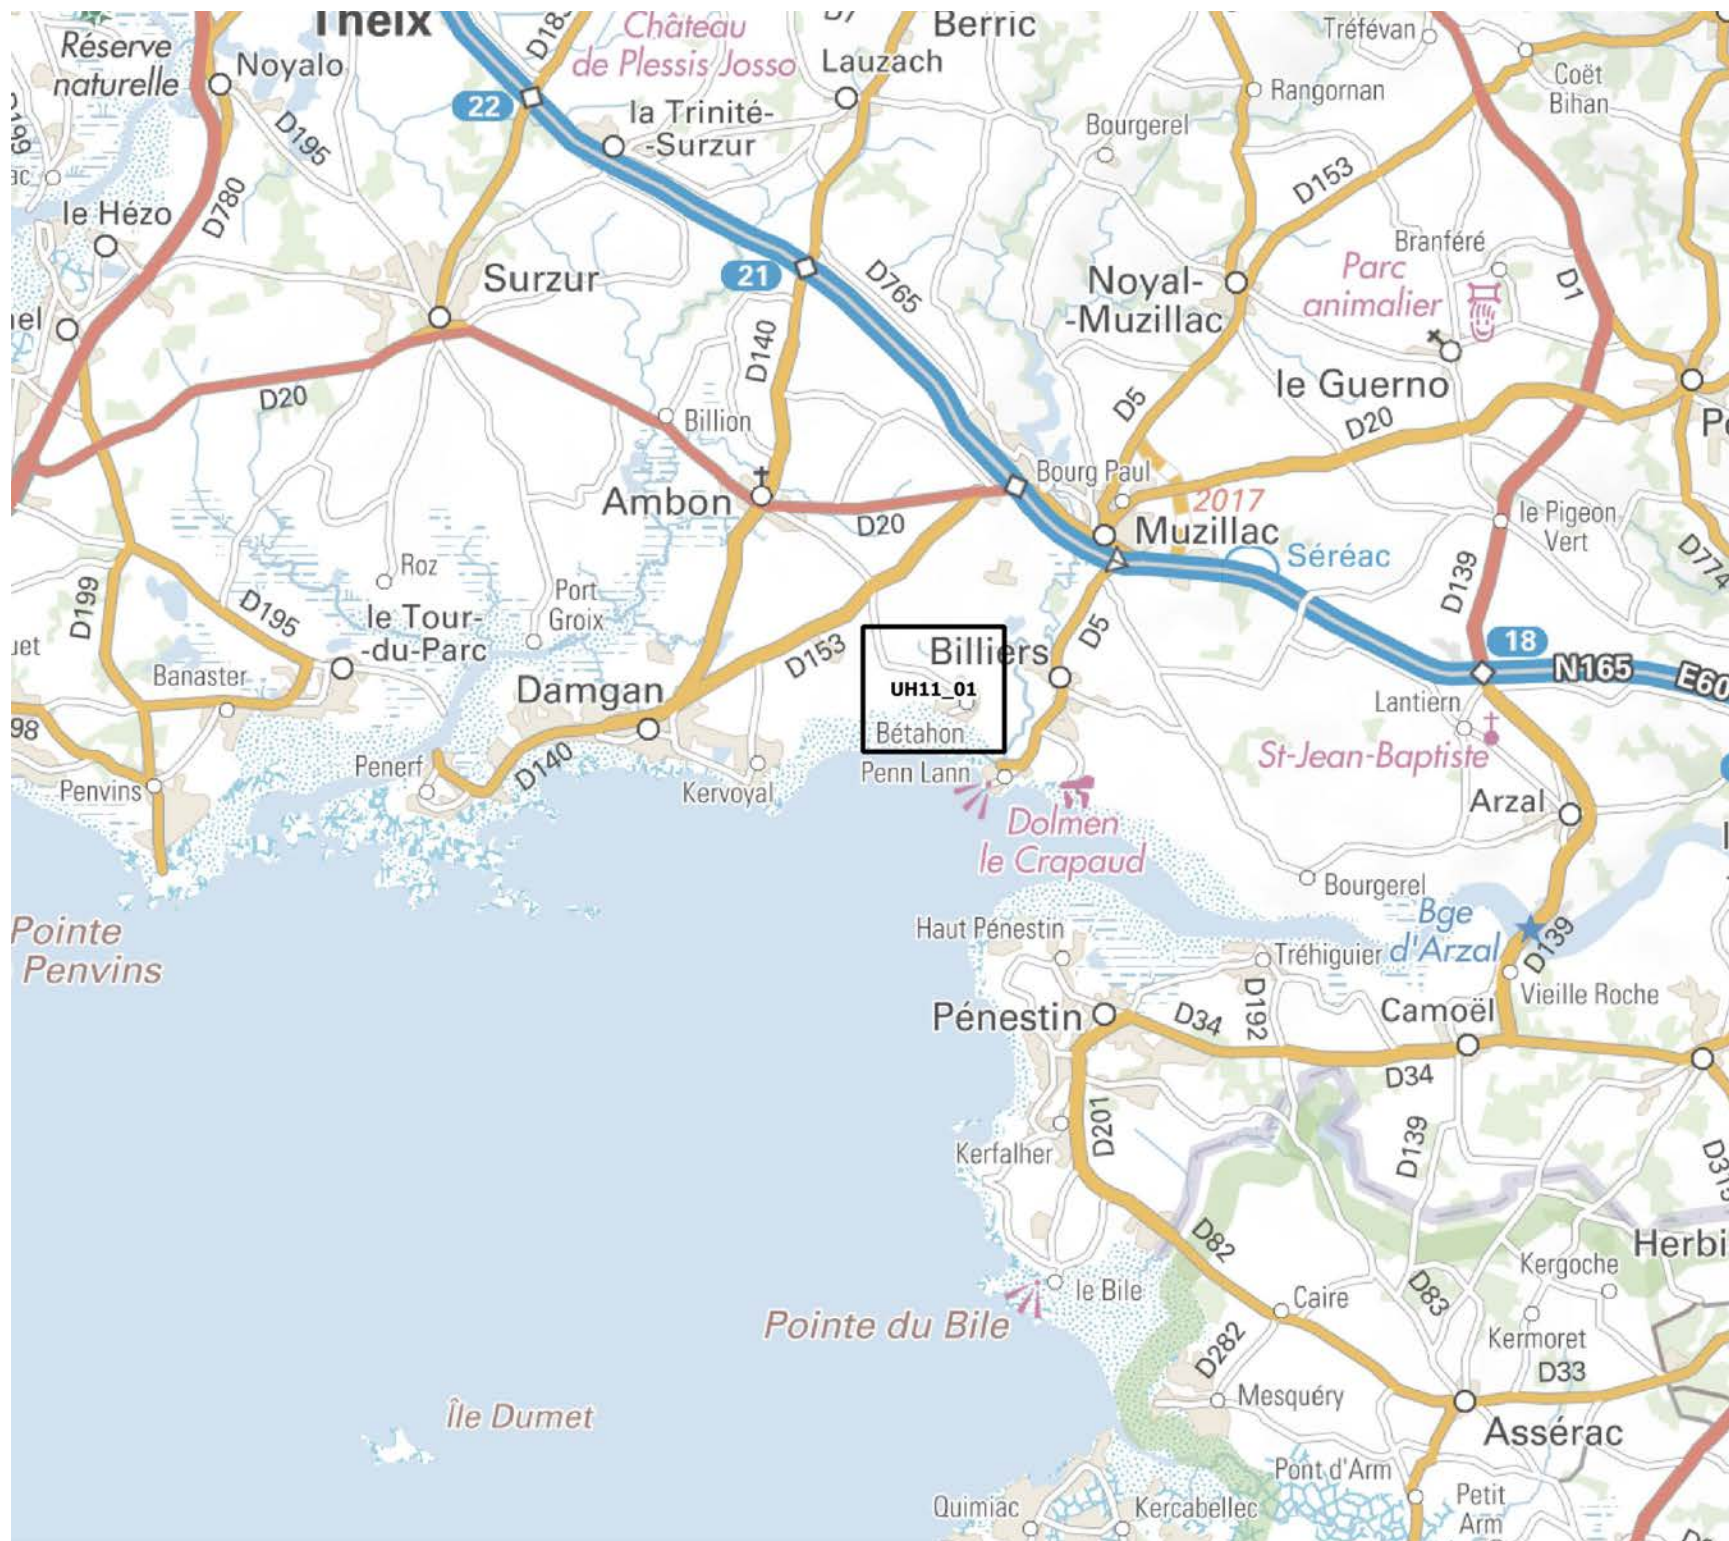 Theix
D183
Château
de Plessis Josso
D7
Berric
Tréfévan
Réserve
naturelle
Noyalo
Lauzach
Coët
Bihan
Rangornan
22
la Trinité-
-Surzur
Bourgerel
D199
D195
D153
le Hézo
D780
Branféré
Surzur
21
D765
Noyal-
-Muzillac
Parc
animalier
D1
D140
le Guerno
D20
Billion
D5
D20
Bourg Paul
Ambon
D20
2017
Muzillac
le Pigeon
Vert
D774
Séréac
Roz
Port
Groix
D199
D195
le Tour-
-du-Parc
D139
D5
Banaster
D153
Billiers
18
N165
E60
Damgan
UH11_01
Lantiern
98
Bétahon
St-Jean-Baptiste
Penerf
D140
Penn Lann
Penvins
Kervoyal
Arzal
Dolmen
le Crapaud
Bourgerel
Pointe
Penvins
Haut Pénestin
Bge
d'Arzal
Tréhiguier
D139
Vieille Roche
Pénestin
D34
D192
Camoël
D34
D201
D139
Kerfalher
D82
Herbi
Kergoche
le Bile
D83
Caire
Pointe du Bile
Kermoret
D282
D33
Mesquéry
Île Dumet
Assérac
Pont d'Arm
Quimiac
Kercabellec
Petit
Arm